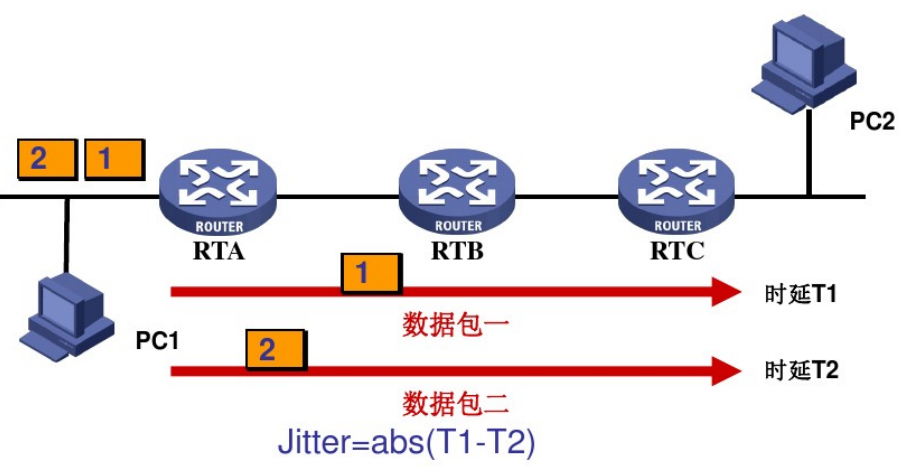 PC2
2
1
ROUTER
ROUTER
ROUTER
RTA
RTB
RTC
1
时延T1
数据包一
PC1
2
时延T2
数据包二
Jitter=abs(T1-T2)